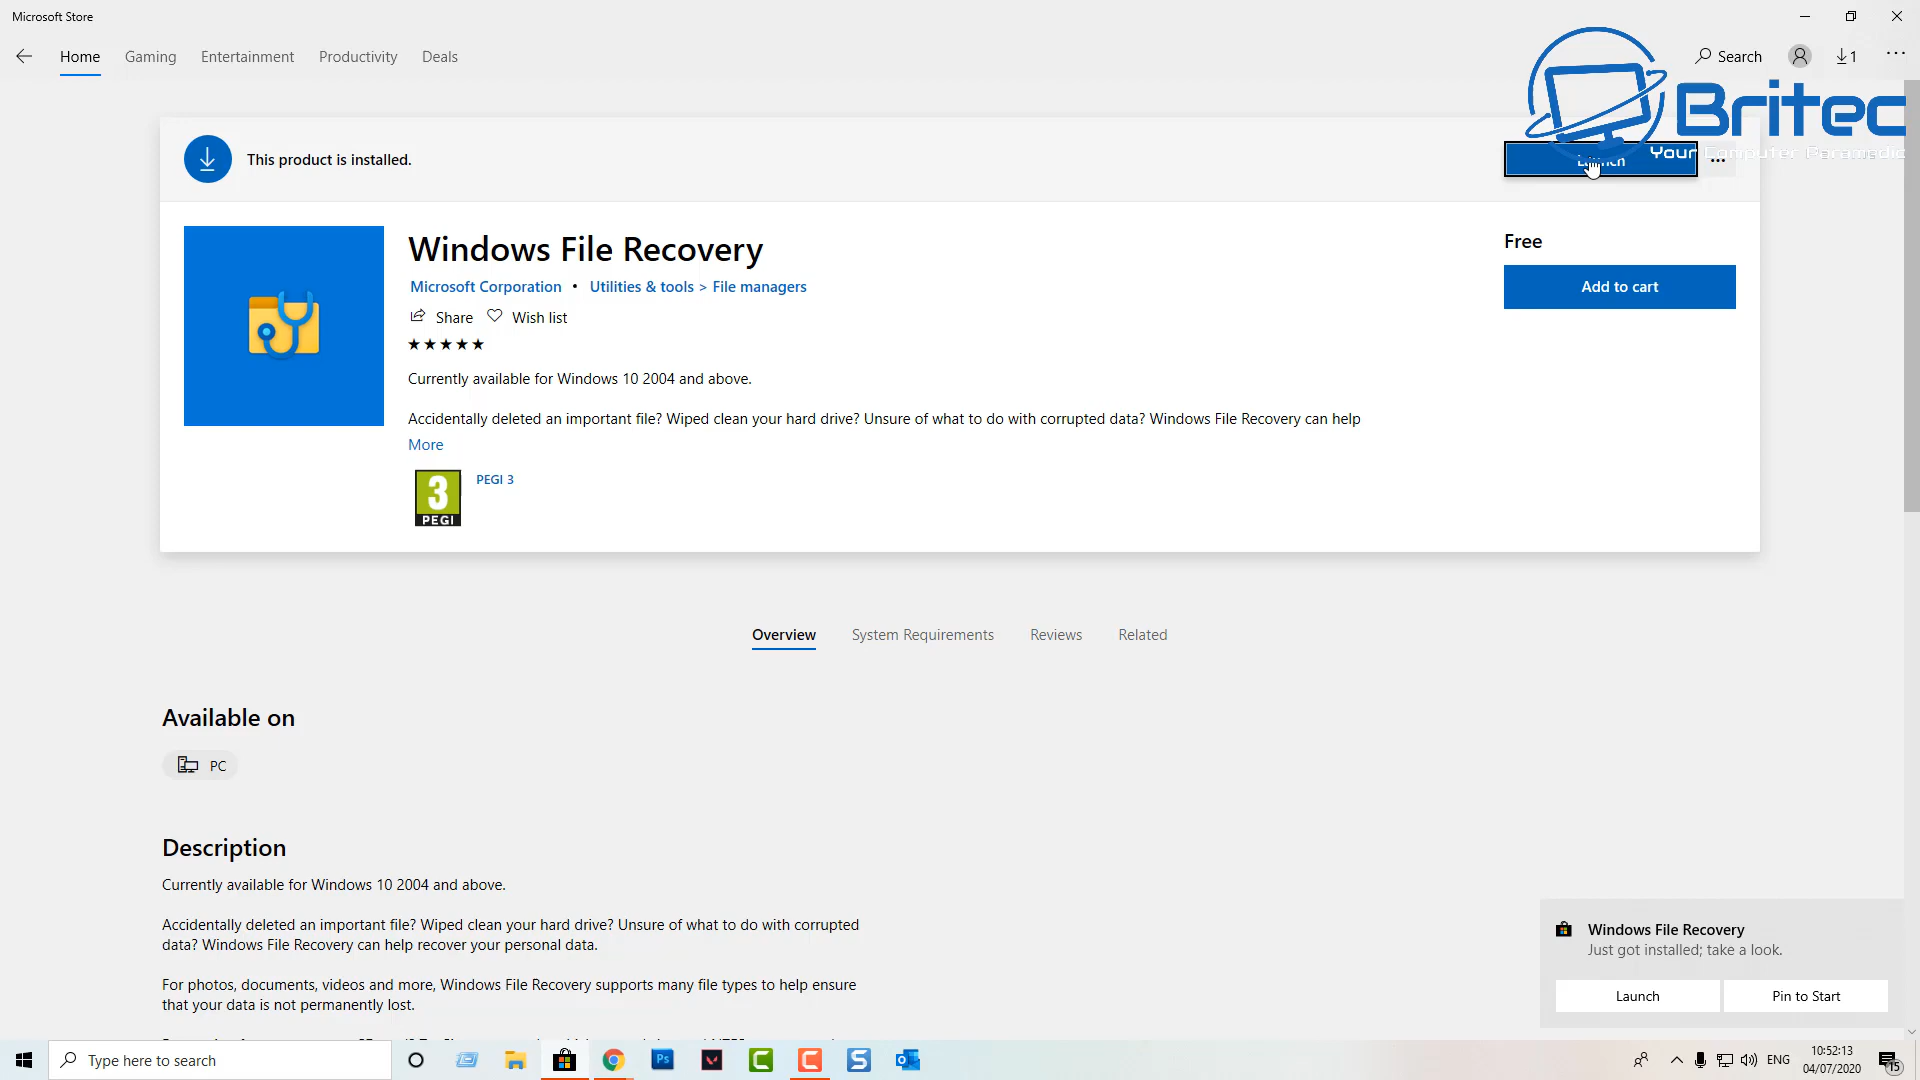 Microsoft Store
Home Gaming Entertainment Productivity Deals
Search
1
Britec
Your Computer Paramedic
This product is installed.
Launch
Windows File Recovery
Microsoft Corporation • Utilities & tools > File managers
Share Wish list
Currently available for Windows 10 2004 and above.
Accidentally deleted an important file? Wiped clean your hard drive? Unsure of what to do with corrupted data? Windows File Recovery can help
More
3
PEGI
PEGI 3
Free
Add to cart
Overview System Requirements Reviews Related
Available on
PC
Description
Currently available for Windows 10 2004 and above.
Accidentally deleted an important file? Wiped clean your hard drive? Unsure of what to do with corrupted
data? Windows File Recovery can help recover your personal data.
For photos, documents, videos and more, Windows File Recovery supports many file types to help ensure
that your data is not permanently lost.
Windows File Recovery
Just got installed; take a look.
Launch Pin to Start
Type here to search
Ps
ENG
10:52:13
04/07/2020
15